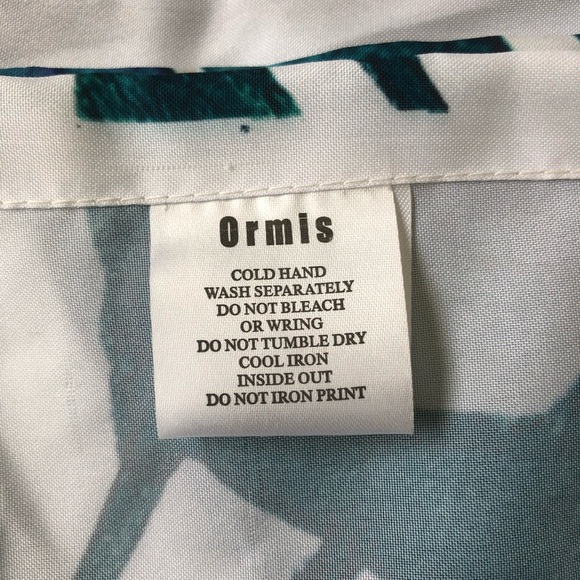 Ormis
COLD HAND
WASH SEPARATELY
DO NOT BLEACH
OR WRING
DO NOT TUMBLE DRY
COOL IRON
INSIDE OUT
DO NOT IRON PRINT